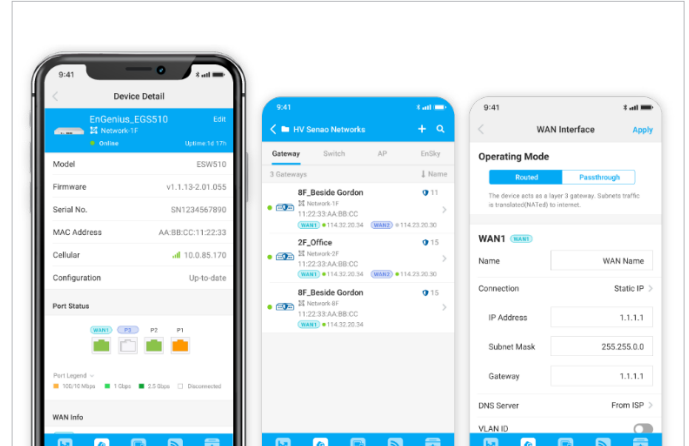 9:41
Device Detail
EnGenius_EGS510 Edit
Network-1F
Online Uptime 1d 17h
Model ESW510
Firmware v1.1.13-2.01.055
Serial No. SN1234567890
MAC Address AA:BB:CC:11:22:33
Cellular 10.0.85.170
Configuration Up-to-date
Port Status
WAN1 P3 P2 P1
Port Legend
100/10 Mbps 1 Gbps 2.5 Gbps Disconnected
WAN Info
9:41
HV Senao Networks
Gateway Switch AP EnSky
3 Gateways Name
8F_Beside Gordon 11
Network-1F
11:22:33:AA:BB:CC
WAN1 114.32.20.34 WAN2 114.23.20.30
2F_Office 15
Network-2F
11:22:33:AA:BB:CC
WAN1 114.32.20.34 WAN2 114.23.20.30
8F_Beside Gordon 15
Network-8F
11:22:33:AA:BB:CC
WAN1 114.32.20.34
9:41
WAN Interface Apply
Operating Mode
Routed Passthrough
The device acts as a layer 3 gateway. Subnets traffic
is translated(NATed) to internet.
WAN1 WAN1
Name WAN Name
Connection Static IP
IP Address 1.1.1.1
Subnet Mask 255.255.0.0
Gateway 1.1.1.1
DNS Server From ISP
VLAN ID